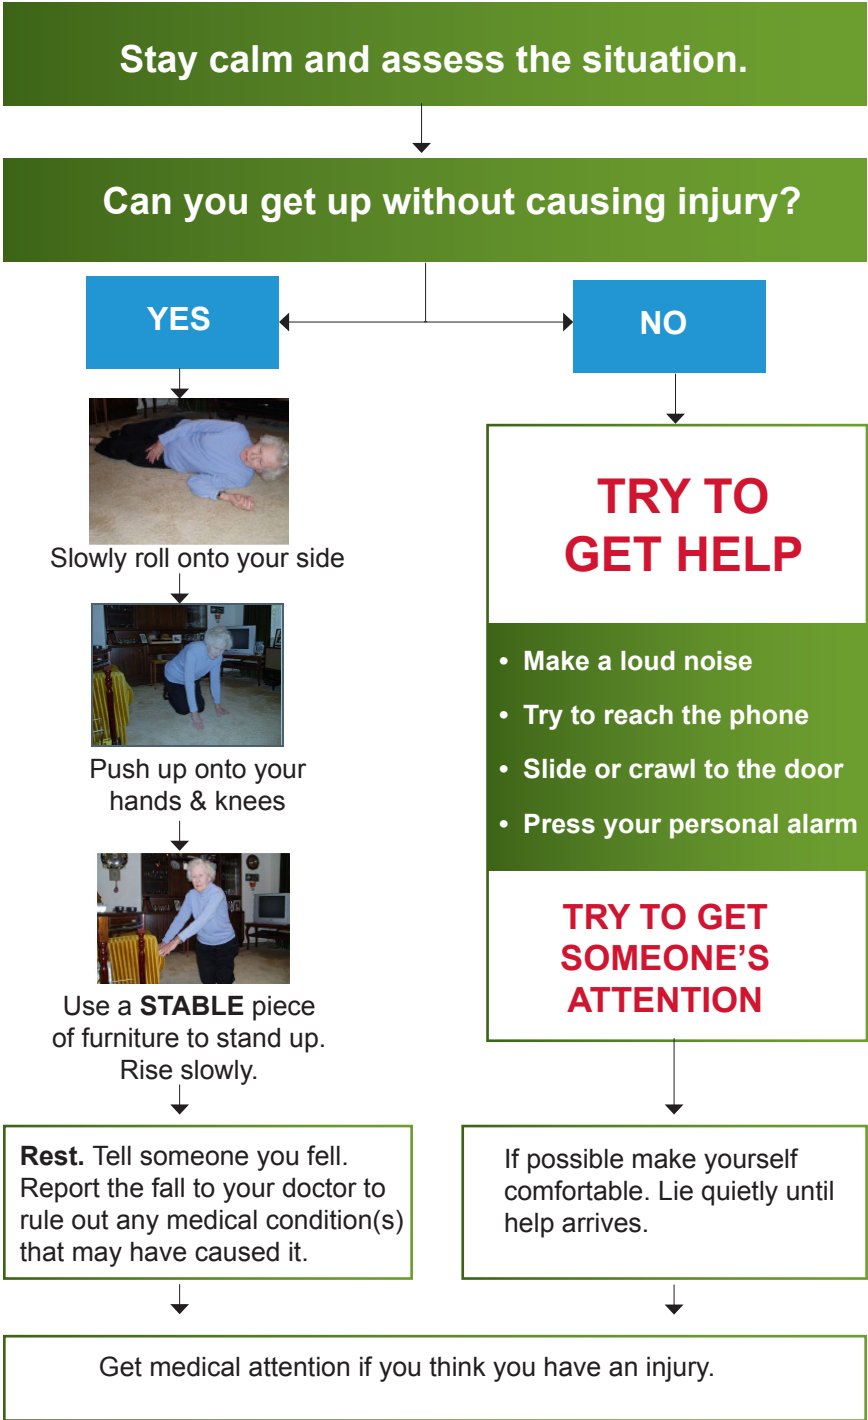 Stay calm and assess the situation.
Can you get up without causing injury?
YES
Slowly roll onto your side
Push up onto your
hands & knees
Use a STABLE piece
of furniture to stand up.
Rise slowly.
Rest. Tell someone you fell.
Report the fall to your doctor to
rule out any medical condition(s)
that may have caused it.
NO
TRY TO
GET HELP
• Make a loud noise
• Try to reach the phone
• Slide or crawl to the door
• Press your personal alarm
TRY TO GET
SOMEONE’S
ATTENTION
If possible make yourself
comfortable. Lie quietly until
help arrives.
Get medical attention if you think you have an injury.